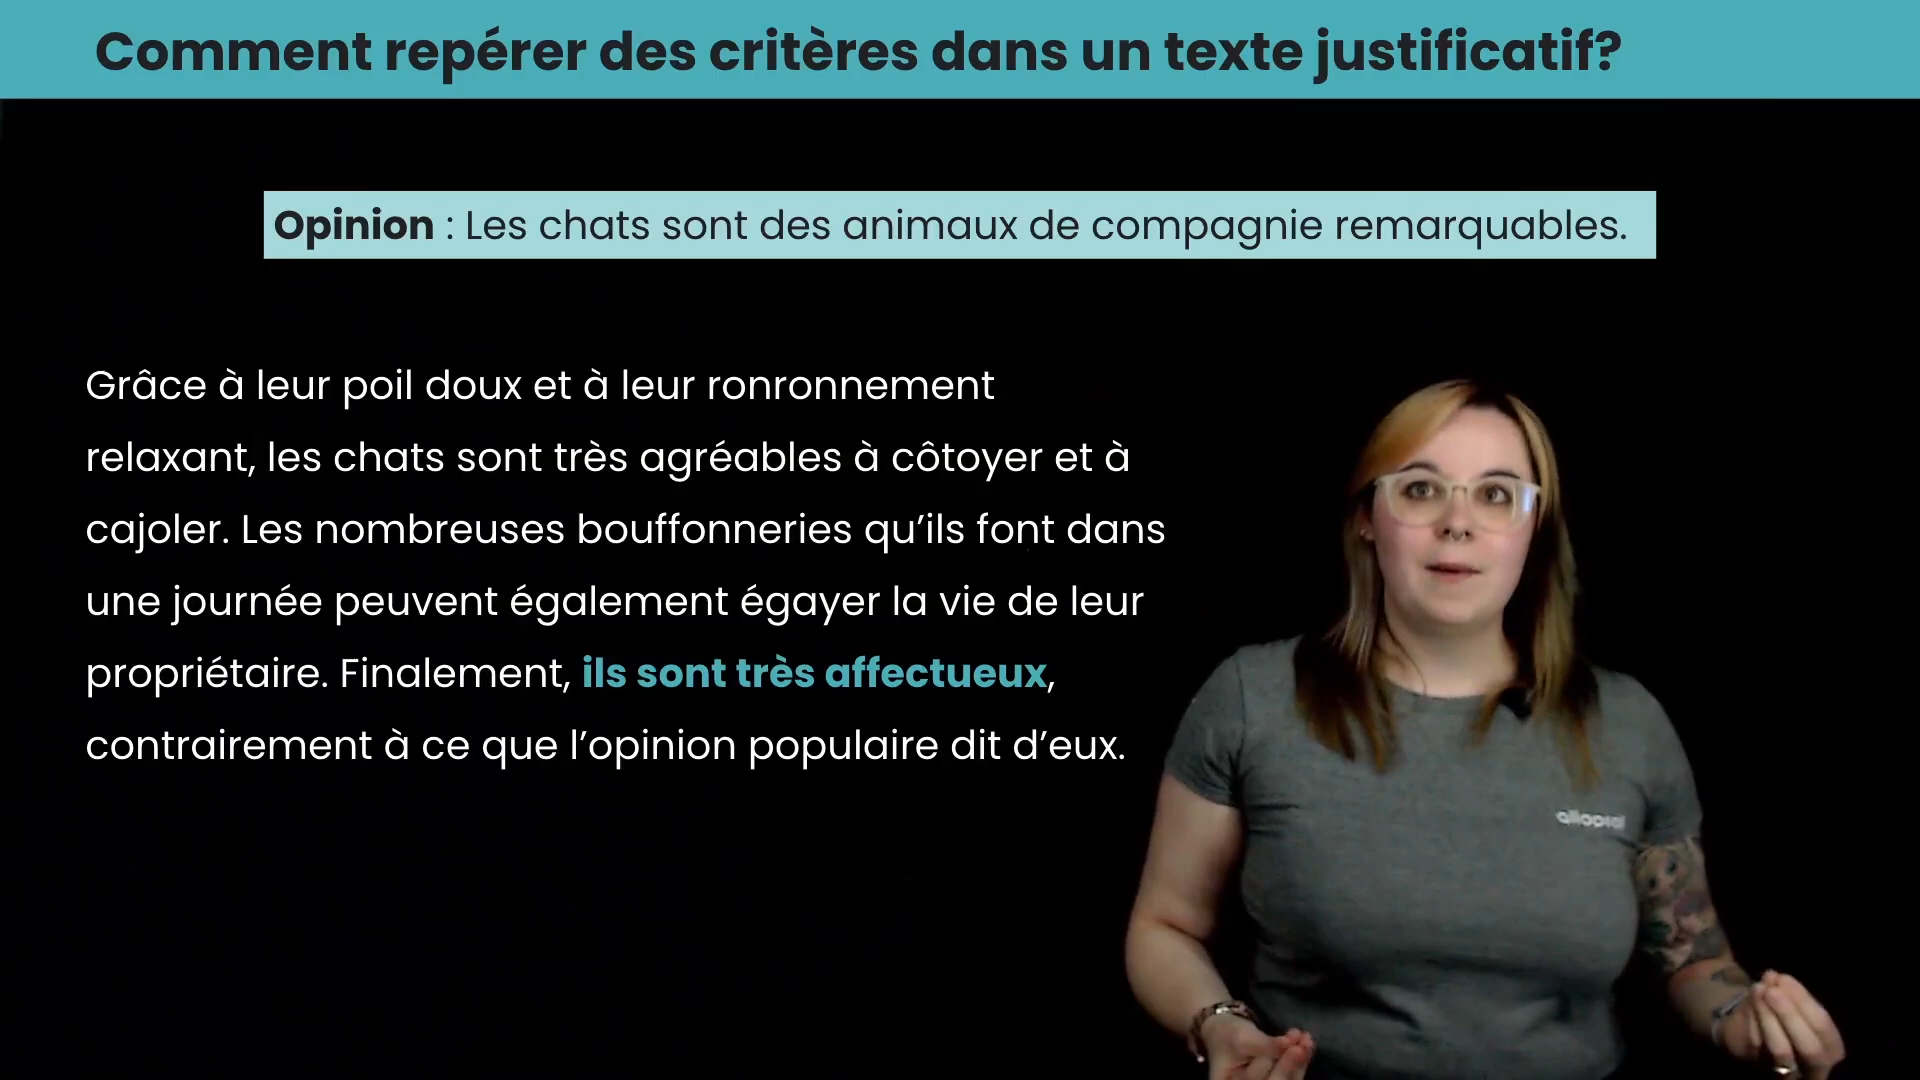 Comment repérer des critères dans un texte justificatif?
Opinion : Les chats sont des animaux de compagnie remarquables.
Grâce à leur poil doux et à leur ronronnement
relaxant, les chats sont très agréables à côtoyer et à
cajoler. Les nombreuses bouffonneries qu’ils font dans
une journée peuvent également égayer la vie de leur
propriétaire. Finalement, ils sont très affectueux,
contrairement à ce que l’opinion populaire dit d’eux.